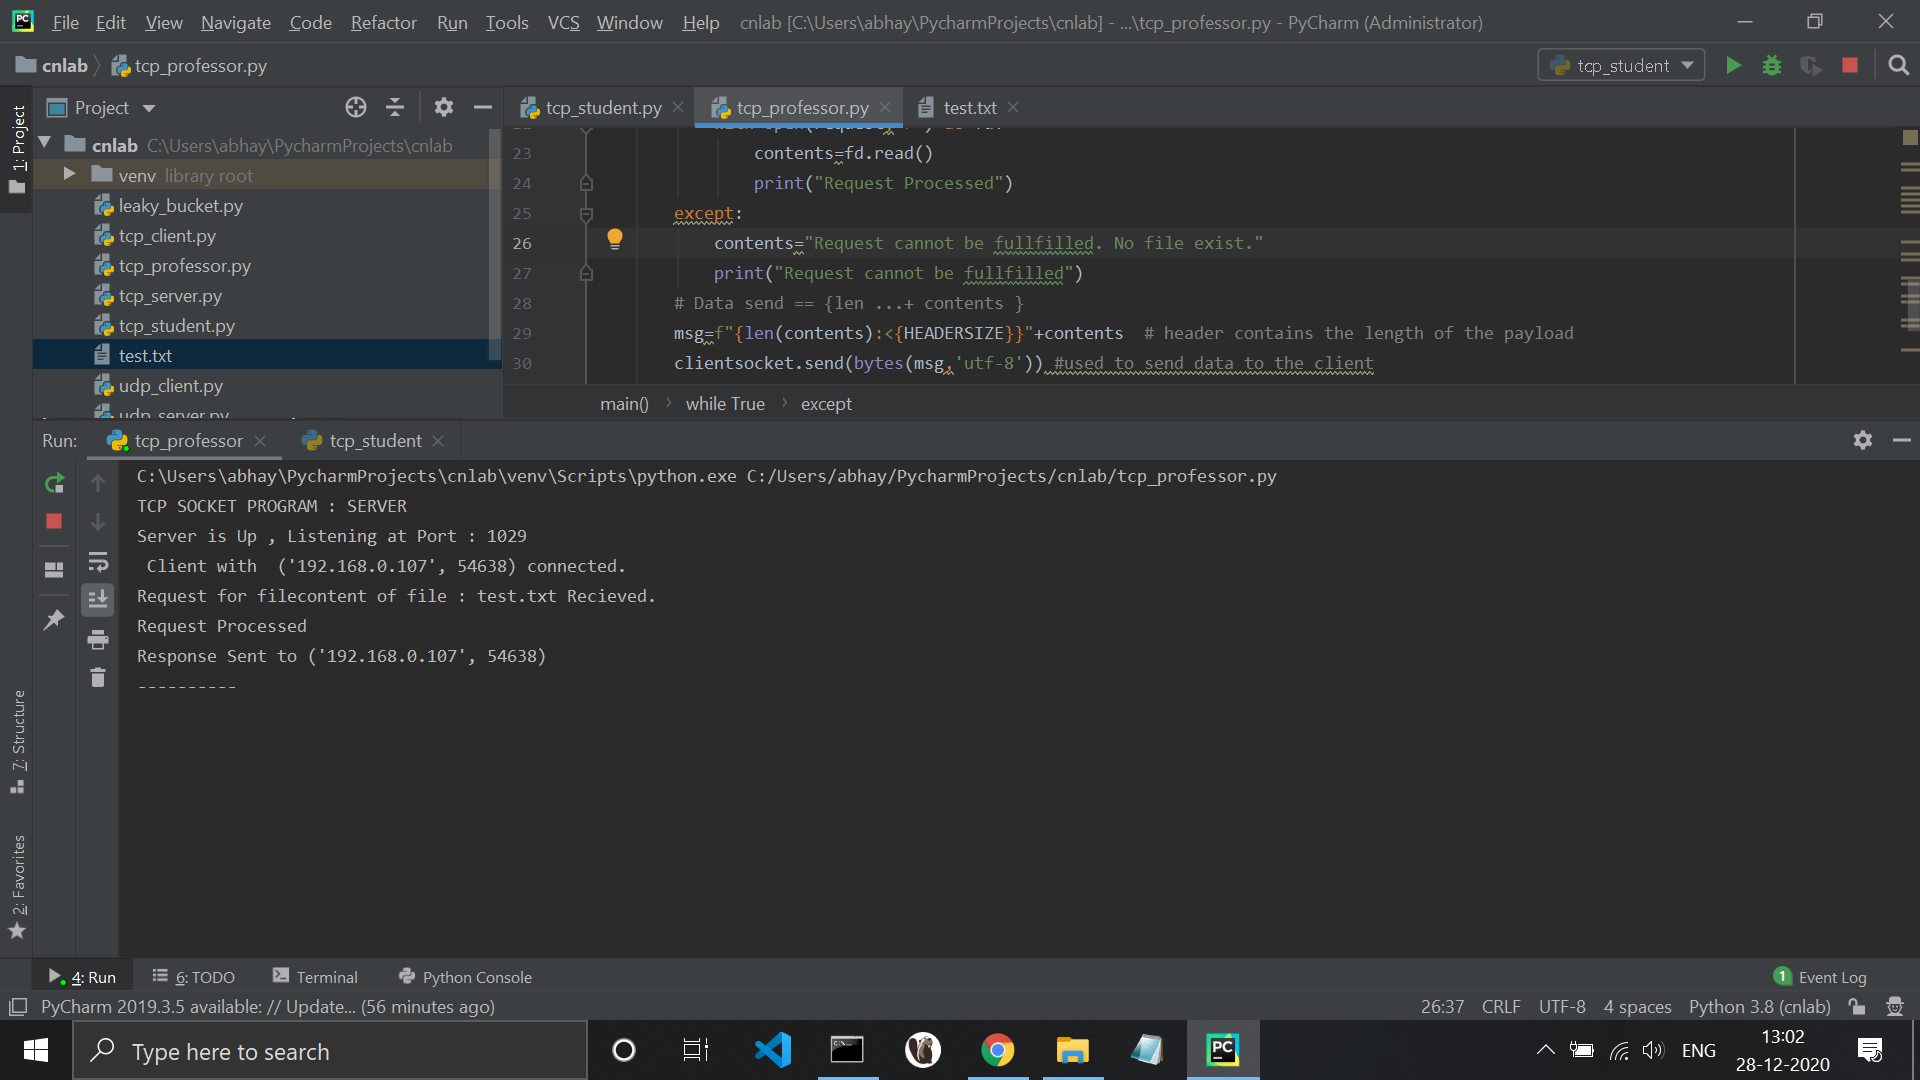 PC File Edit View Navigate Code Refactor Run Tools VCS Window Help cnlab [C:\Users\abhay\PycharmProjects\cnlab] - ...\tcp_professor.py - PyCharm (Administrator)
cnlab tcp_professor.py tcp_student
1: Project
Project
cnlab C:\Users\abhay\PycharmProjects\cnlab
venv library root
leaky_bucket.py
tcp_client.py
tcp_professor.py
tcp_server.py
tcp_student.py
test.txt
udp_client.py
udp_server.py
tcp_student.py tcp_professor.py test.txt
23 contents=fd.read()
24 print("Request Processed")
25 except:
26 contents="Request cannot be fullfilled. No file exist."
27 print("Request cannot be fullfilled")
28 # Data send == {len ...+ contents }
29 msg=f"{len(contents):<{HEADERSIZE}}"+contents # header contains the length of the payload
30 clientsocket.send(bytes(msg,'utf-8')) #used to send data to the client
main() while True except
Run: tcp_professor tcp_student
C:\Users\abhay\PycharmProjects\cnlab\venv\Scripts\python.exe C:/Users/abhay/PycharmProjects/cnlab/tcp_professor.py
TCP SOCKET PROGRAM : SERVER
Server is Up , Listening at Port : 1029
Client with ('192.168.0.107', 54638) connected.
Request for filecontent of file : test.txt Recieved.
Request Processed
Response Sent to ('192.168.0.107', 54638)
----------
7: Structure
2: Favorites
4: Run 6: TODO Terminal Python Console 1 Event Log
PyCharm 2019.3.5 available: // Update... (56 minutes ago) 26:37 CRLF UTF-8 4 spaces Python 3.8 (cnlab)
Type here to search PC ENG 13:02
28-12-2020